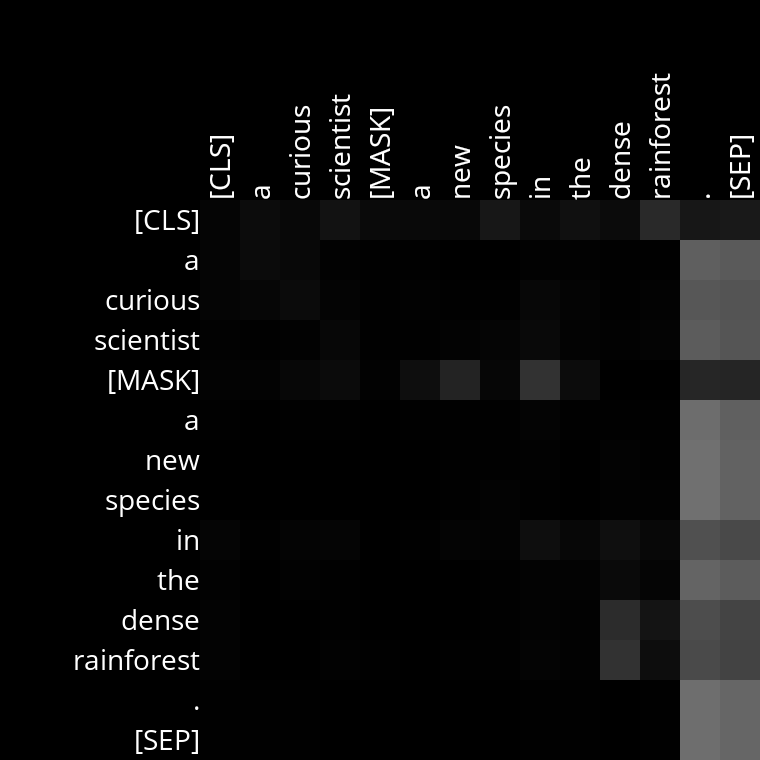 [CLS] a curious scientist [MASK] a new species in the dense rainforest . [SEP]
[CLS]
a
curious
scientist
[MASK]
a
new
species
in
the
dense
rainforest
.
[SEP]